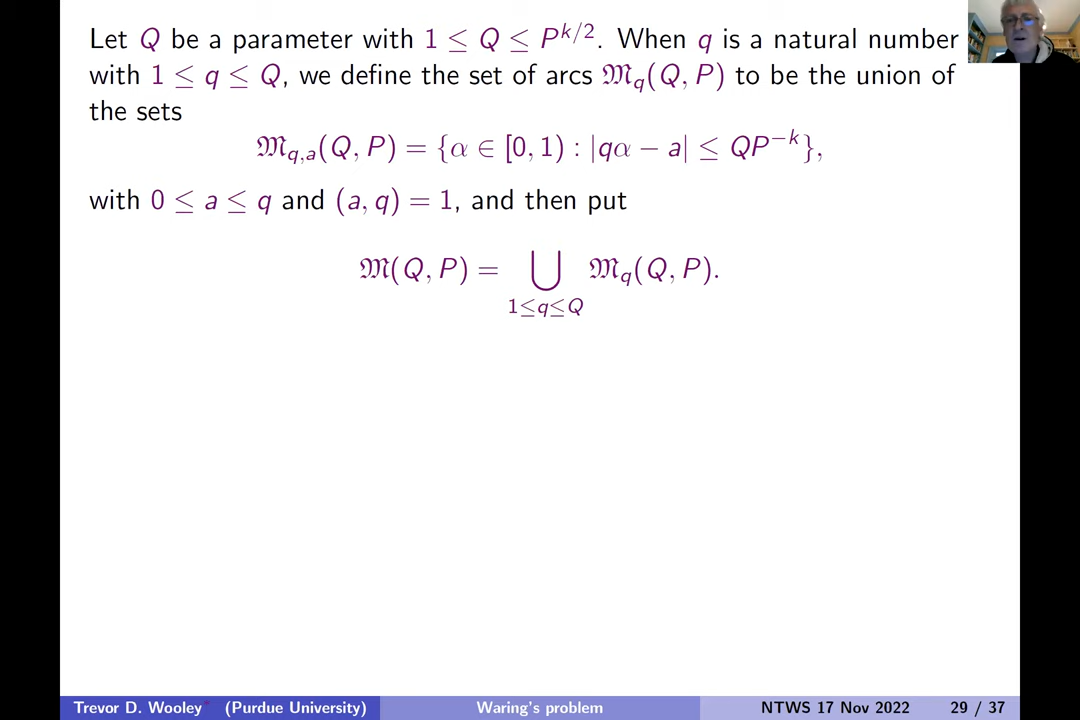 Let Q be a parameter with 1 ≤ Q ≤ P^{k/2}. When q is a natural number
with 1 ≤ q ≤ Q, we define the set of arcs 𝔐_q(Q, P) to be the union of
the sets
𝔐_{q,a}(Q, P) = {α ∈ [0, 1) : |qα − a| ≤ QP^{−k}},
with 0 ≤ a ≤ q and (a, q) = 1, and then put
𝔐(Q, P) = ⋃_{1≤q≤Q} 𝔐_q(Q, P).
Trevor D. Wooley* (Purdue University) Waring's problem NTWS 17 Nov 2022 29 / 37